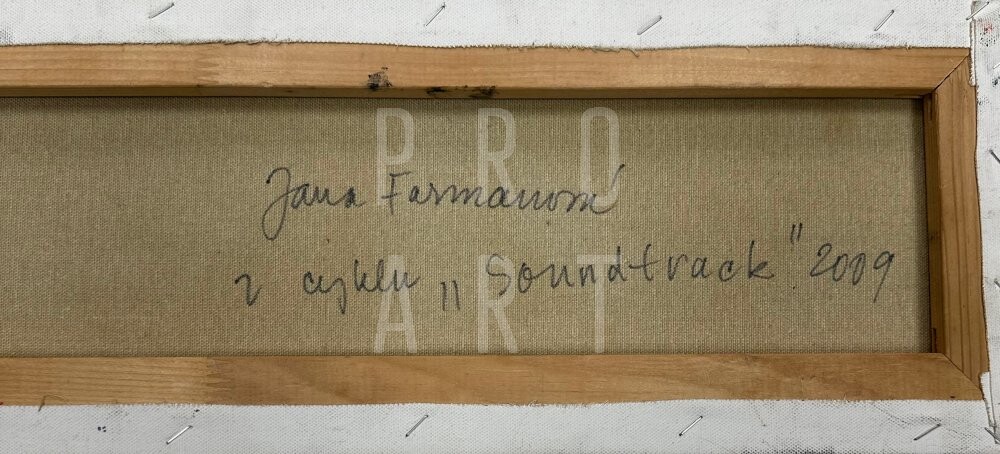 Jana Farmanová
z cyklu „Soundtrack" 2009
PRO
ART